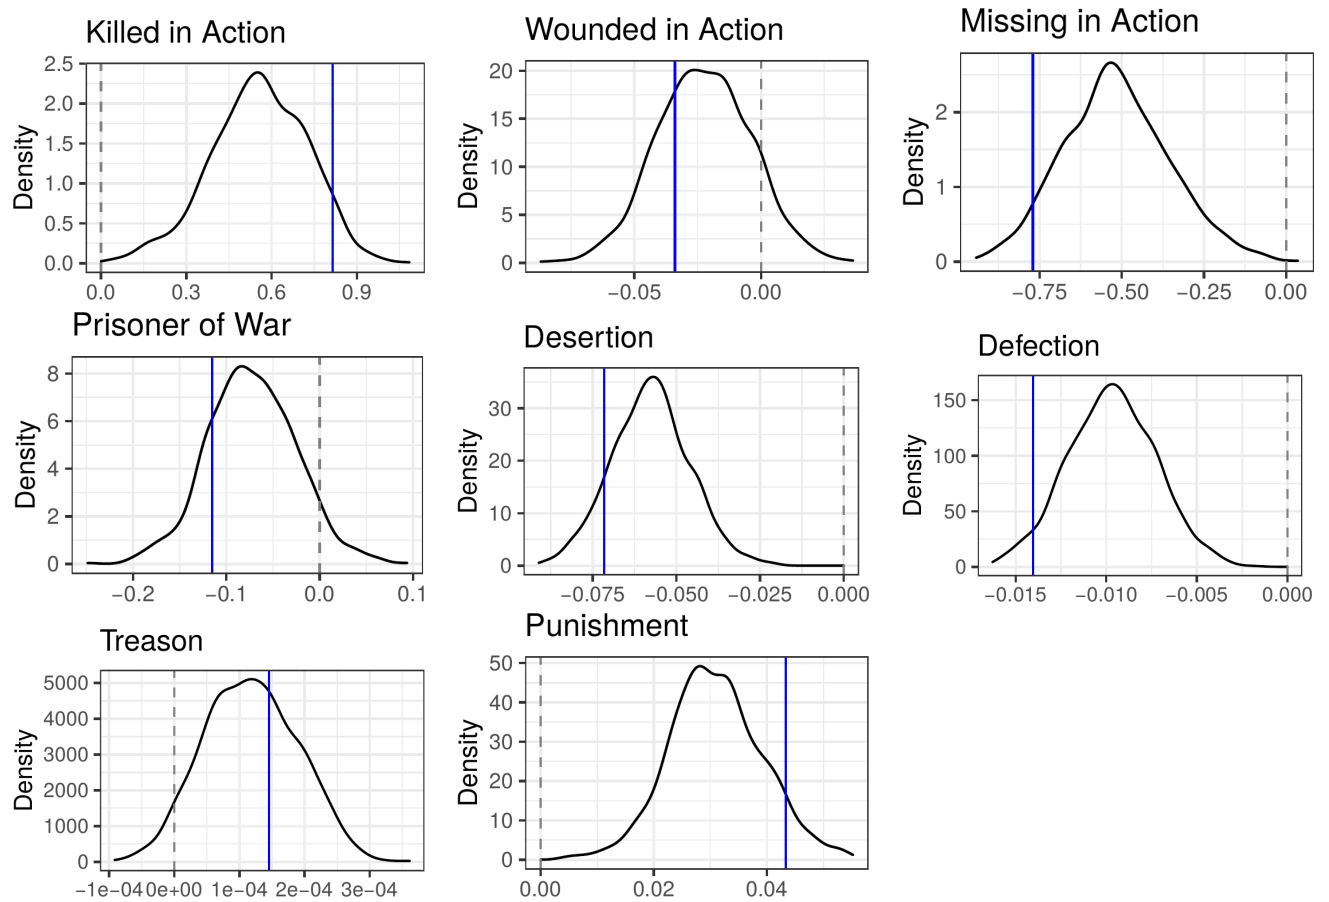 Killed in Action
Density
2.5
2.0
1.5
1.0
0.5
0.0
0.0 0.3 0.6 0.9
Wounded in Action
Density
20
15
10
5
0
−0.05 0.00
Missing in Action
Density
2
1
0
−0.75 −0.50 −0.25 0.00
Prisoner of War
Density
8
6
4
2
0
−0.2 −0.1 0.0 0.1
Desertion
Density
30
20
10
0
−0.075 −0.050 −0.025 0.000
Defection
Density
150
100
50
0
−0.015 −0.010 −0.005 0.000
Treason
Density
5000
4000
3000
2000
1000
0
−1e−04 0e+00 1e−04 2e−04 3e−04
Punishment
Density
50
40
30
20
10
0
0.00 0.02 0.04